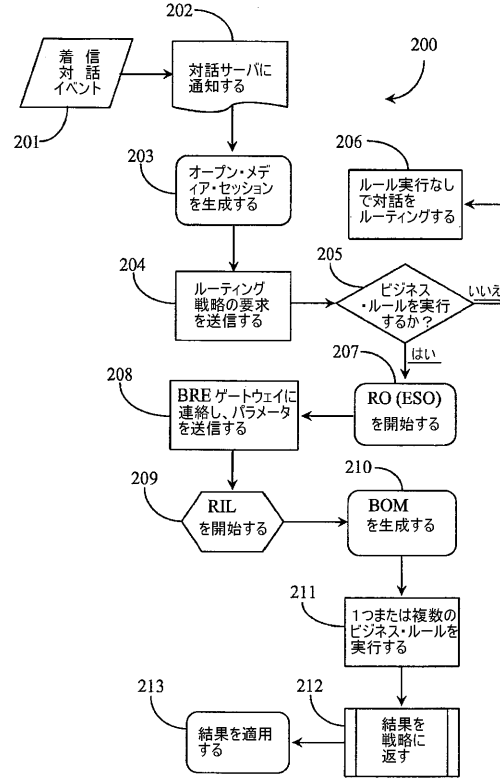 202
着 信
対 話
イベント
201
対話サーバに
通知する
200
203
オープン・メデ
ィア・セッション
を生成する
206
ルール実行なし
で対話を
ルーティングする
204
ルーティング
戦略の要求
を送信する
205
ビジネス
・ルールを実行
するか?
いいえ
はい
207
RO (ESO)
を開始する
208
BRE ゲートウェイに
連絡し、パラメータ
を送信する
209
RIL
を開始する
210
BOM
を生成する
211
1つまたは複数の
ビジネス・ルールを
実行する
213
結果を適用
する
212
結果を
戦略に
返す